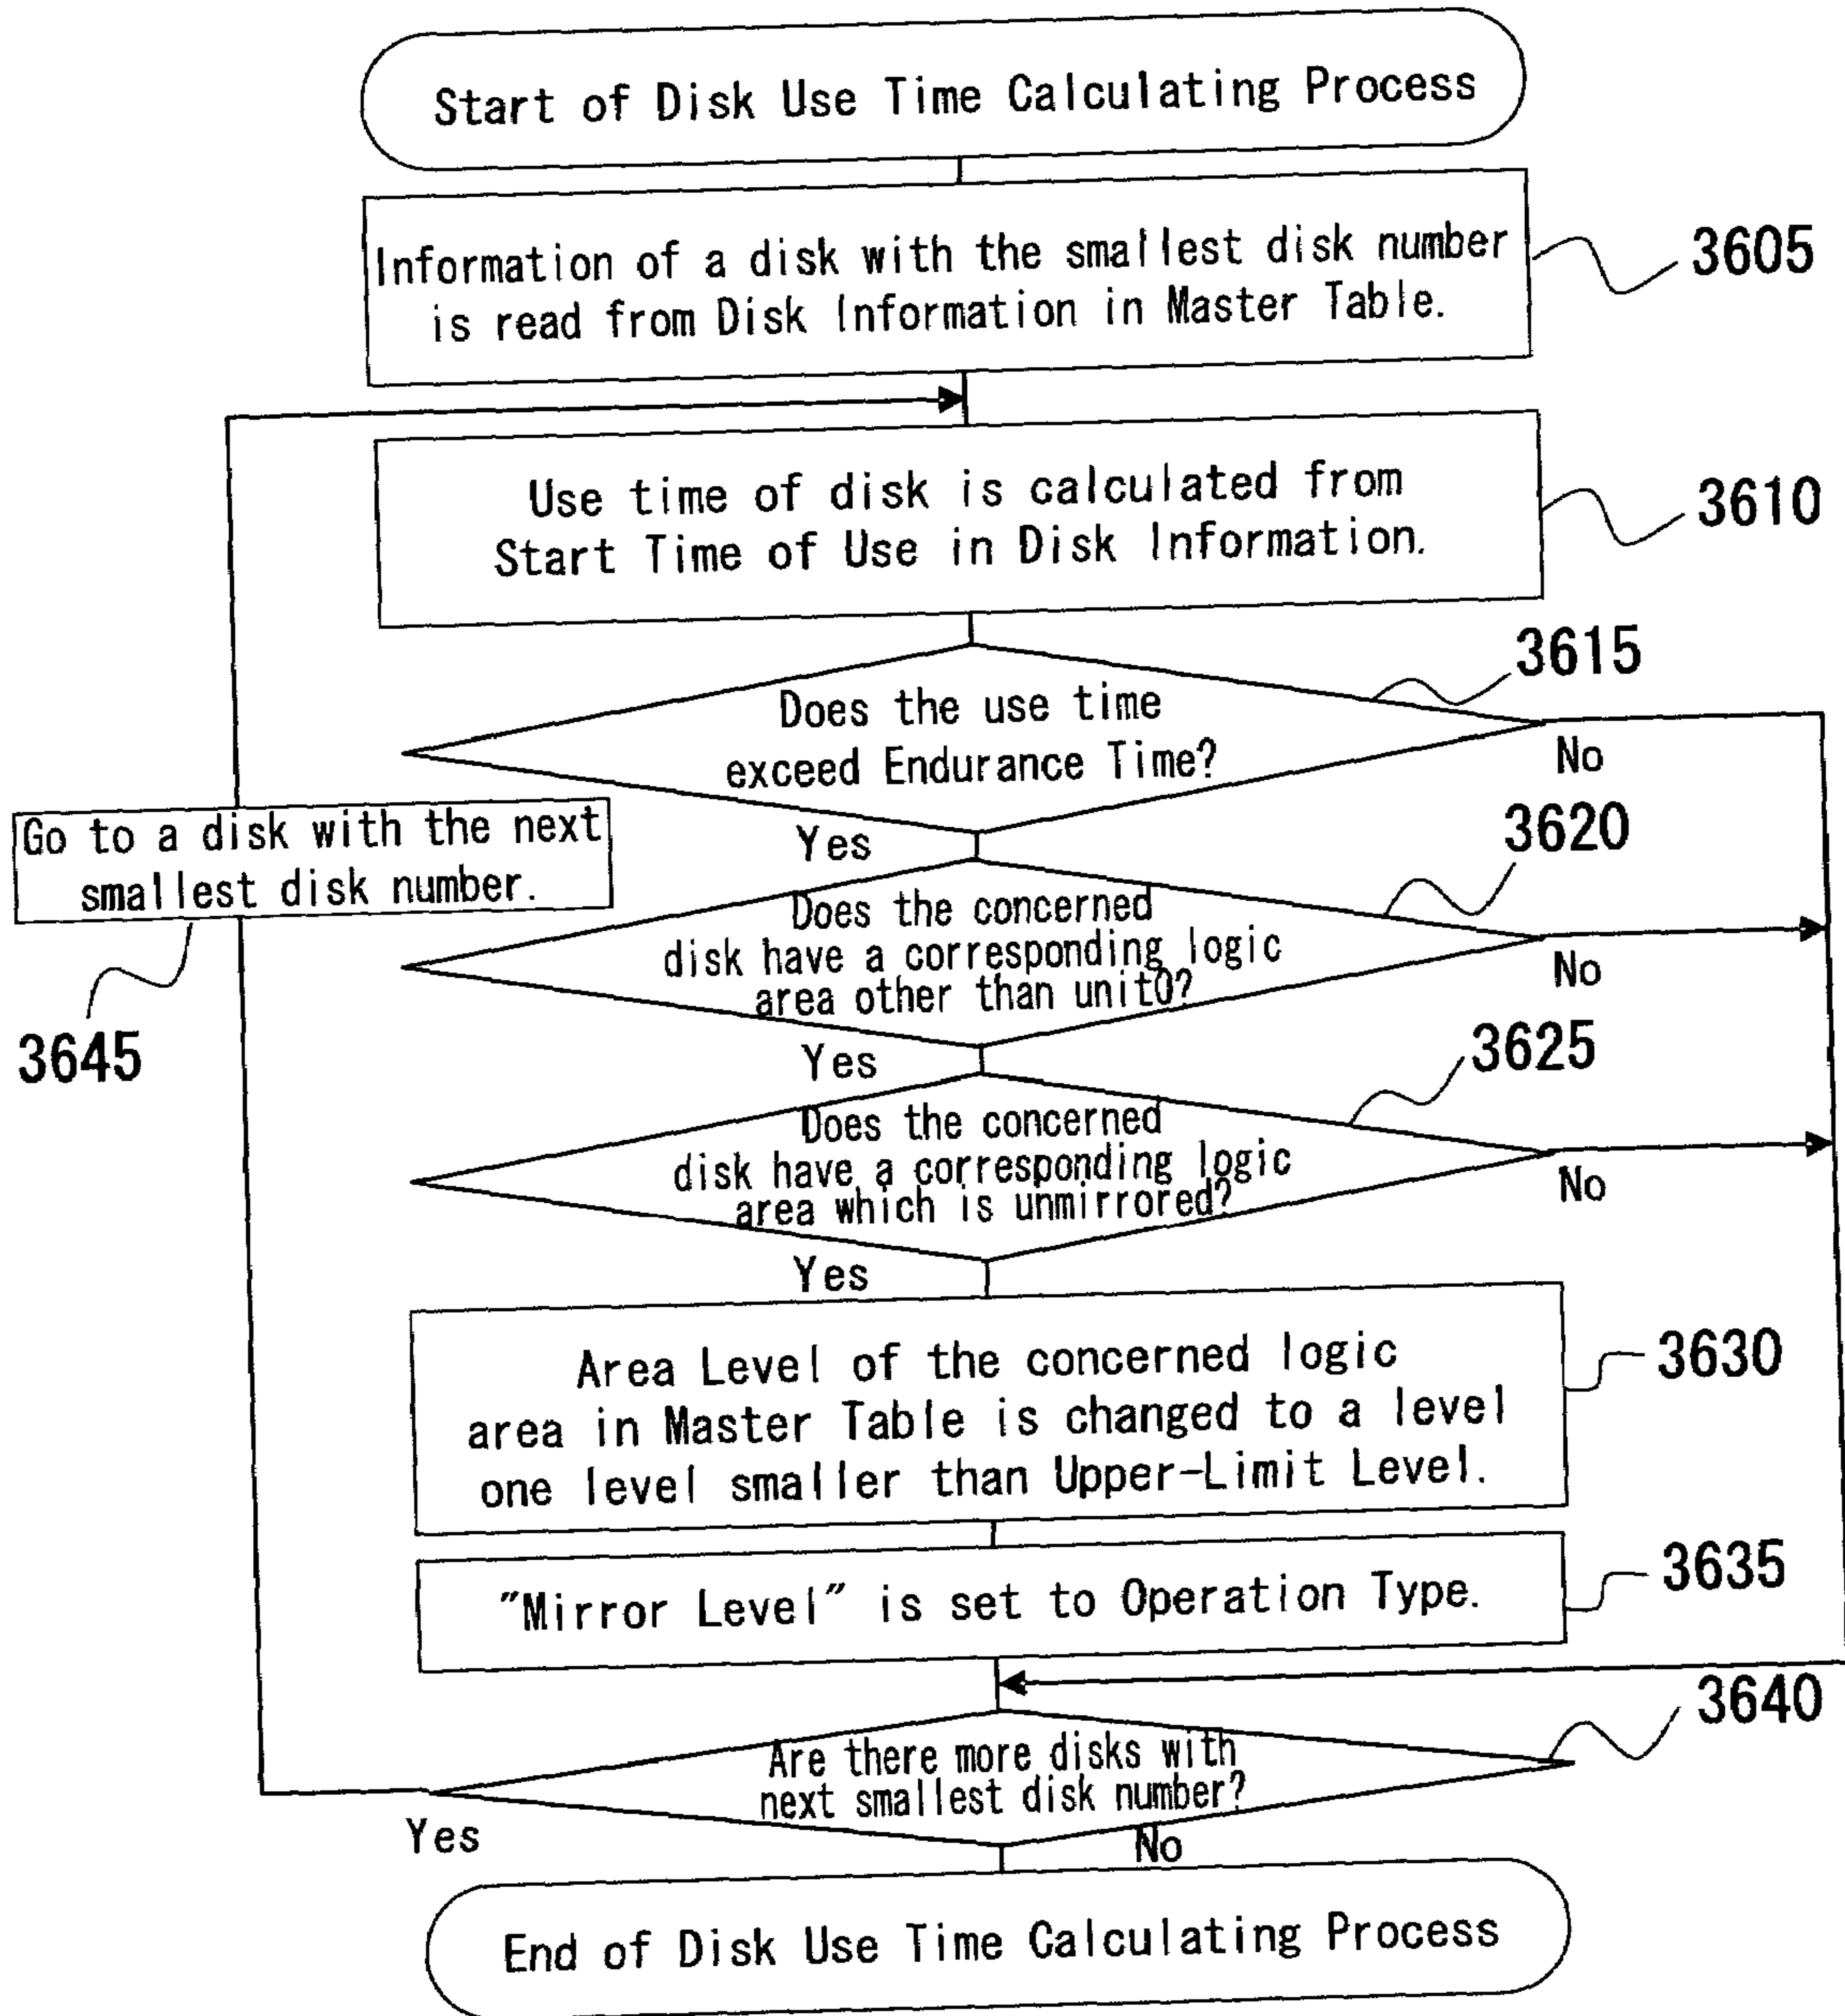 Start of Disk Use Time Calculating Process
Information of a disk with the smallest disk number
is read from Disk Information in Master Table.
3605
Use time of disk is calculated from
Start Time of Use in Disk Information.
3610
Does the use time
exceed Endurance Time?
3615
No
Yes
Go to a disk with the next
smallest disk number.
3645
Does the concerned
disk have a corresponding logic
area other than unit0?
3620
No
Yes
Does the concerned
disk have a corresponding logic
area which is unmirrored?
3625
No
Yes
Area Level of the concerned logic
area in Master Table is changed to a level
one level smaller than Upper-Limit Level.
3630
"Mirror Level" is set to Operation Type.
3635
Are there more disks with
next smallest disk number?
3640
Yes
No
End of Disk Use Time Calculating Process